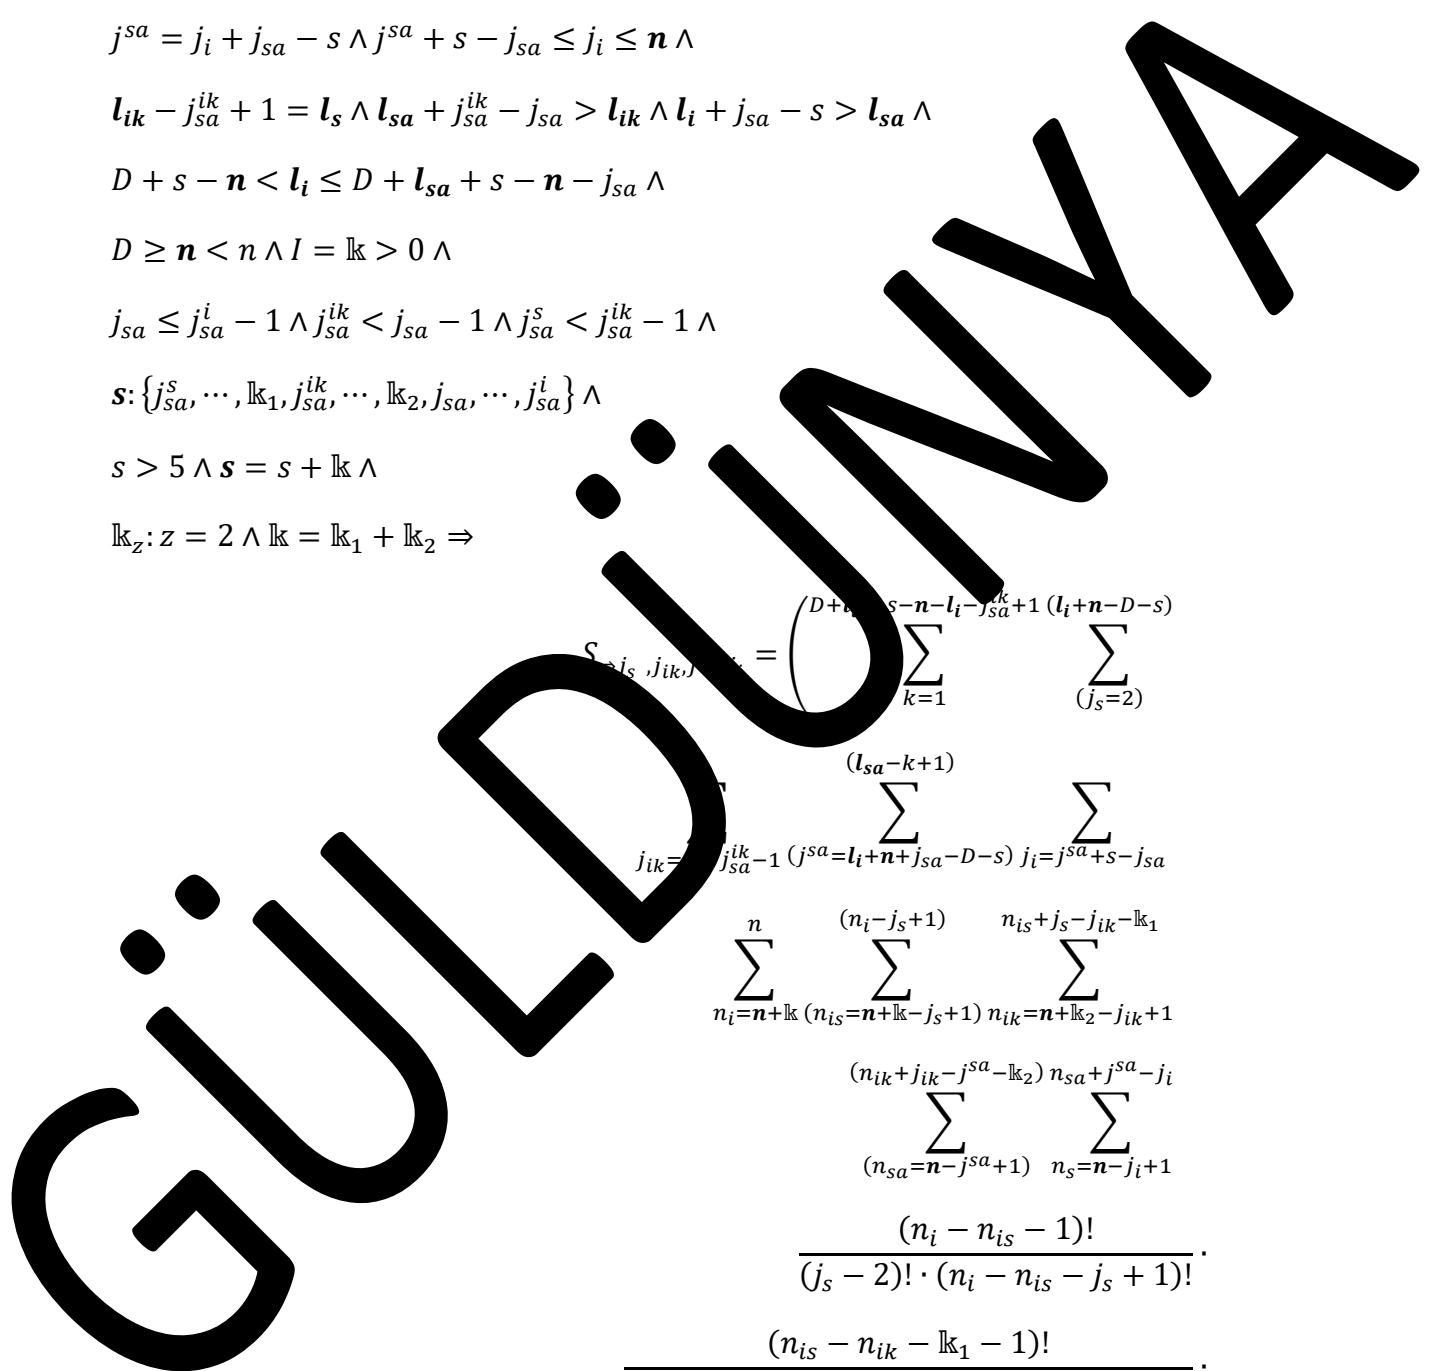 j^{sa} = j_i + j_{sa} − s ∧ j^{sa} + s − j_{sa} ≤ j_i ≤ n ∧
l_{ik} − j_{sa}^{ik} + 1 = l_s ∧ l_{sa} + j_{sa}^{ik} − j_{sa} > l_{ik} ∧ l_i + j_{sa} − s > l_{sa} ∧
D + s − n < l_i ≤ D + l_{sa} + s − n − j_{sa} ∧
D ≥ n < n ∧ I = 𝕜 > 0 ∧
j_{sa} ≤ j_{sa}^i − 1 ∧ j_{sa}^{ik} < j_{sa} − 1 ∧ j_{sa}^s < j_{sa}^{ik} − 1 ∧
s: {j_{sa}^s, ⋯, 𝕜_1, j_{sa}^{ik}, ⋯, 𝕜_2, j_{sa}, ⋯, j_{sa}^i} ∧
s > 5 ∧ s = s + 𝕜 ∧
𝕜_z: z = 2 ∧ 𝕜 = 𝕜_1 + 𝕜_2 ⇒
= ( ∑_{k=1} s−n−l_i−j_{sa}^{ik}+1 ∑_{(j_s=2)}^{(l_i+n−D−s)}
j_{sa}^{ik}−1 ∑_{(j^{sa}=l_i+n+j_{sa}−D−s)}^{(l_{sa}−k+1)} ∑_{j_i=j^{sa}+s−j_{sa}}
∑_{n_i=n+𝕜}^{n} ∑_{(n_{is}=n+𝕜−j_s+1)}^{(n_i−j_s+1)} ∑_{n_{ik}=n+𝕜_2−j_{ik}+1}^{n_{is}+j_s−j_{ik}−𝕜_1}
∑_{(n_{sa}=n−j^{sa}+1)}^{(n_{ik}+j_{ik}−j^{sa}−𝕜_2)} ∑_{n_s=n−j_i+1}^{n_{sa}+j^{sa}−j_i}
(n_i − n_{is} − 1)!
(j_s − 2)! · (n_i − n_{is} − j_s + 1)! ·
(n_{is} − n_{ik} − 𝕜_1 − 1)! ·
GÜLDÜNYA